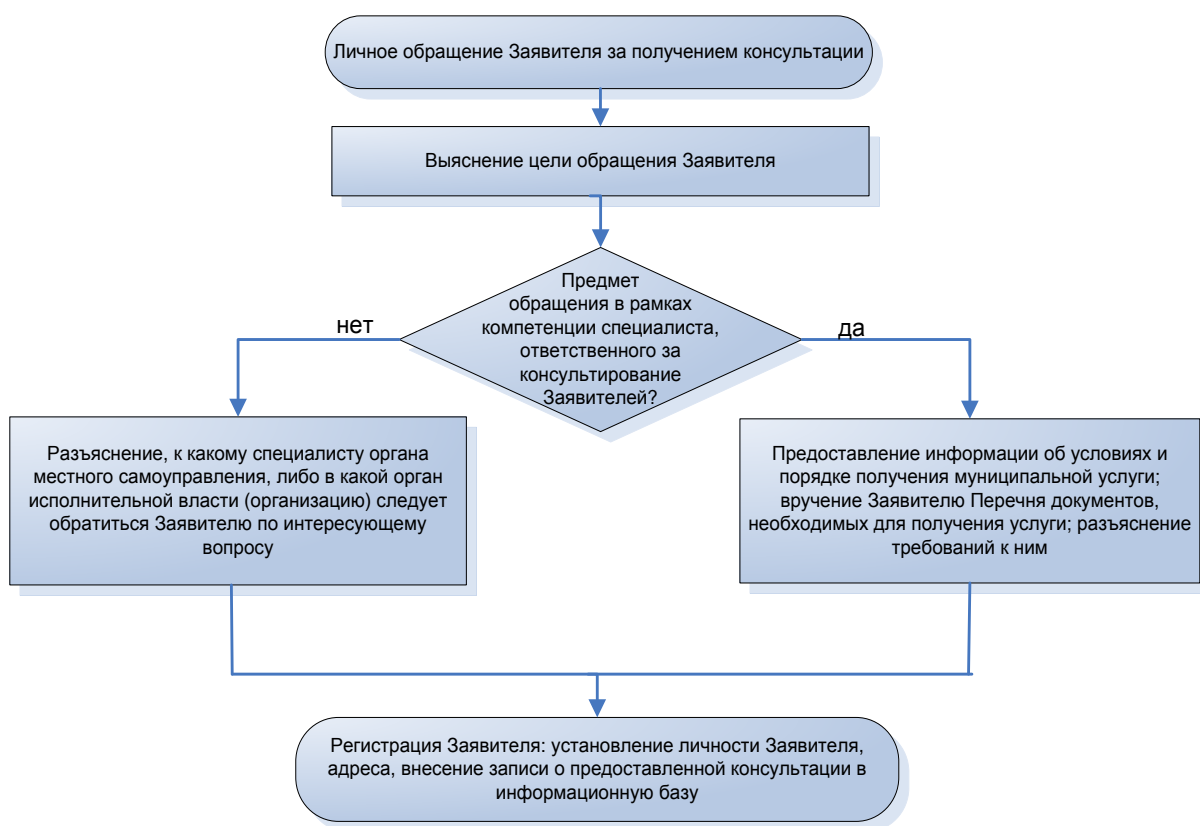 Личное обращение Заявителя за получением консультации
Выяснение цели обращения Заявителя
Предмет
обращения в рамках
компетенции специалиста,
ответственного за
консультирование
Заявителей?
нет
да
Разъяснение, к какому специалисту органа
местного самоуправления, либо в какой орган
исполнительной власти (организацию) следует
обратиться Заявителю по интересующему
вопросу
Предоставление информации об условиях и
порядке получения муниципальной услуги;
вручение Заявителю Перечня документов,
необходимых для получения услуги; разъяснение
требований к ним
Регистрация Заявителя: установление личности Заявителя,
адреса, внесение записи о предоставленной консультации в
информационную базу